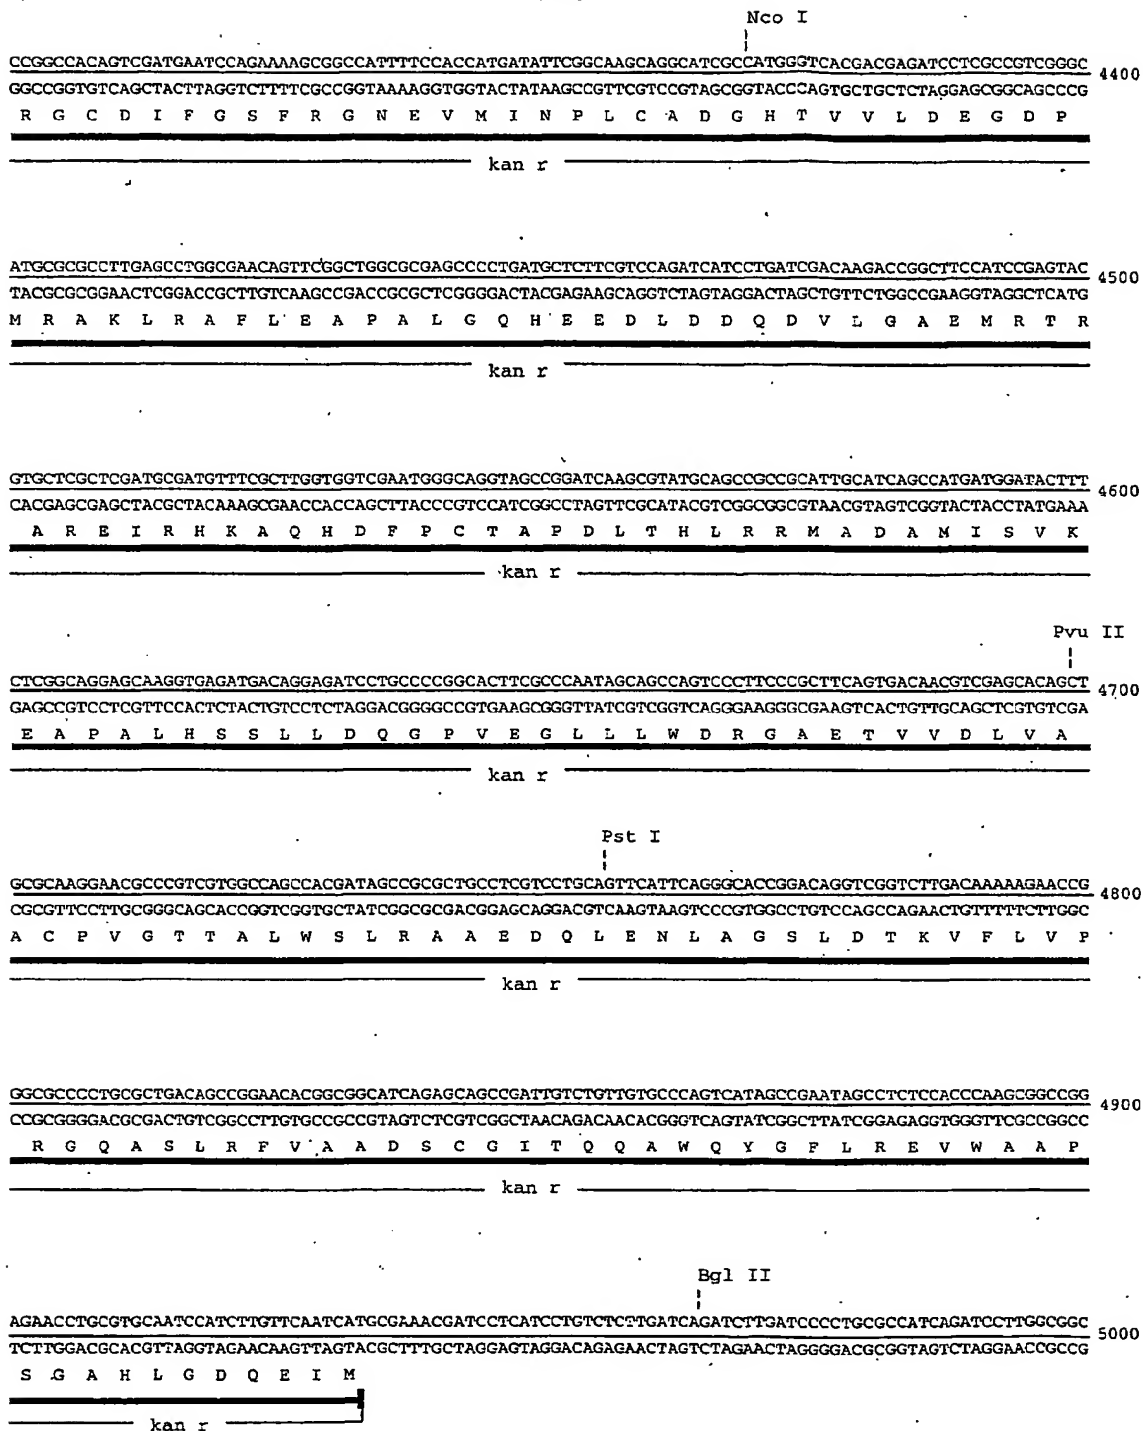 Nco I
CCGGCCACAGTCGATGAATCCAGAAAAGCGGCCATTTTCCACCATGATATTCGGCAAGCAGGCATCGCCATGGGTCACGACGAGATCCTCGCCGTCGGGC 4400
GGCCGGTGTCAGCTACTTAGGTCTTTTCGCCGGTAAAAGGTGGTACTATAAGCCGTTCGTCCGTAGCGGTACCCAGTGCTGCTCTAGGAGCGGCAGCCCG
R G C D I F G S F R G N E V M I N P L C A D G H T V V L D E G D P
kan r
ATGCGCGCCTTGAGCCTGGCGAACAGTTCGGCTGGCGCGAGCCCCTGATGCTCTTCGTCCAGATCATCCTGATCGACAAGACCGGCTTCCATCCGAGTAC 4500
TACGCGCGGAACTCGGACCGCTTGTCAAGCCGACCGCGCTCGGGGACTACGAGAAGCAGGTCTAGTAGGACTAGCTGTTCTGGCCGAAGGTAGGCTCATG
M R A K L R A F L E A P A L G Q H E E D L D D Q D V L G A E M R T R
kan r
GTGCTCGCTCGATGCGATGTTTCGCTTGGTGGTCGAATGGGCAGGTAGCCGGATCAAGCGTATGCAGCCGCCGCATTGCATCAGCCATGATGGATACTTT 4600
CACGAGCGAGCTACGCTACAAAGCGAACCACCAGCTTACCCGTCCATCGGCCTAGTTCGCATACGTCGGCGGCGTAACGTAGTCGGTACTACCTATGAAA
A R E I R H K A Q H D F P C T A P D L T H L R R M A D A M I S V K
kan r
Pvu II
CTCGGCAGGAGCAAGGTGAGATGACAGGAGATCCTGCCCCGGCACTTCGCCCAATAGCAGCCAGTCCCTTCCCGCTTCAGTGACAACGTCGAGCACAGCT 4700
GAGCCGTCCTCGTTCCACTCTACTGTCCTCTAGGACGGGGCCGTGAAGCGGGTTATCGTCGGTCAGGGAAGGGCGAAGTCACTGTTGCAGCTCGTGTCGA
E A P A L H S S L L D Q G P V E G L L L W D R G A E T V V D L V A
kan r
Pst I
GCGCAAGGAACGCCCGTCGTGGCCAGCCACGATAGCCGCGCTGCCTCGTCCTGCAGTTCATTCAGGGCACCGGACAGGTCGGTCTTGACAAAAAGAACCG 4800
CGCGTTCCTTGCGGGCAGCACCGGTCGGTGCTATCGGCGCGACGGAGCAGGACGTCAAGTAAGTCCCGTGGCCTGTCCAGCCAGAACTGTTTTTCTTGGC
A C P V G T T A L W S L R A A E D Q L E N L A G S L D T K V F L V P
kan r
GGCGCCCCTGCGCTGACAGCCGGAACACGGCGGCATCAGAGCAGCCGATTGTCTGTTGTGCCCAGTCATAGCCGAATAGCCTCTCCACCCAAGCGGCCGG 4900
CCGCGGGGACGCGACTGTCGGCCTTGTGCCGCCGTAGTCTCGTCGGCTAACAGACAACACGGGTCAGTATCGGCTTATCGGAGAGGTGGGTTCGCCGGCC
R G Q A S L R F V A A D S C G I T Q Q A W Q Y G F L R E V W A A P
kan r
Bgl II
AGAACCTGCGTGCAATCCATCTTGTTCAATCATGCGAAACGATCCTCATCCTGTCTCTTGATCAGATCTTGATCCCCTGCGCCATCAGATCCTTGGCGGC 5000
TCTTGGACGCACGTTAGGTAGAACAAGTTAGTACGCTTTGCTAGGAGTAGGACAGAGAACTAGTCTAGAACTAGGGGACGCGGTAGTCTAGGAACCGCCG
S G A H L G D Q E I M
kan r